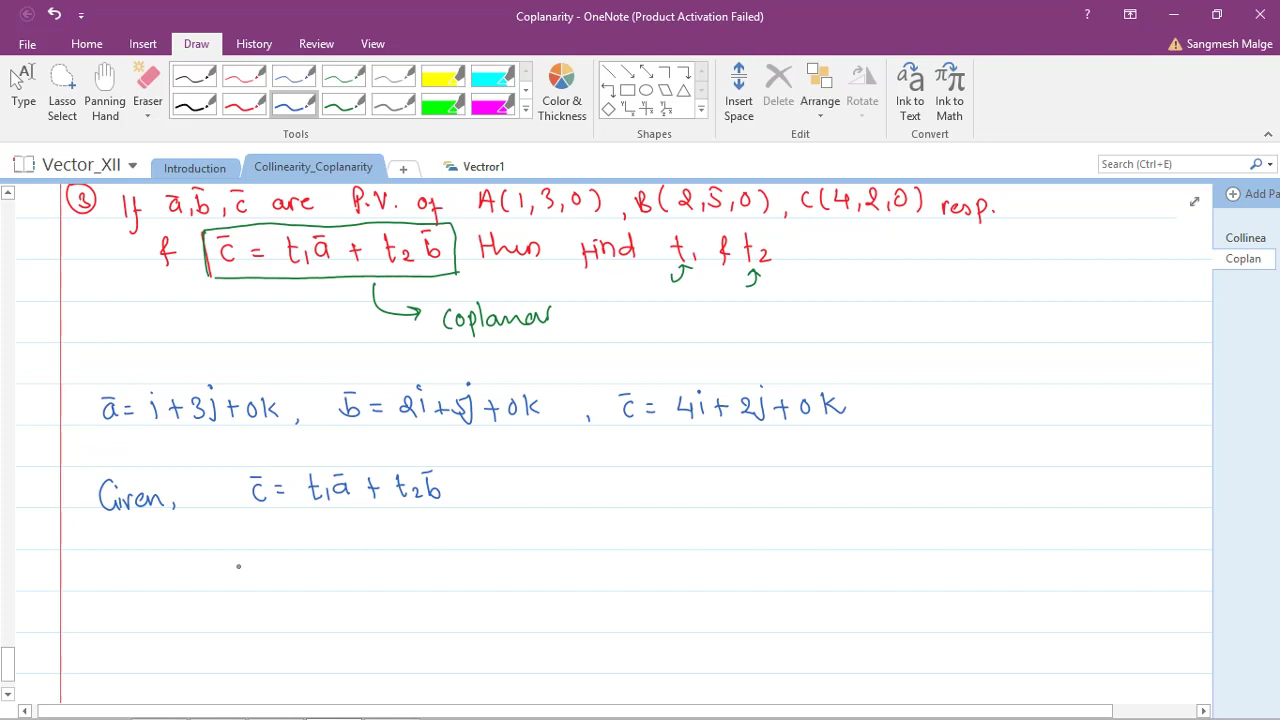 Coplanarity - OneNote (Product Activation Failed)
?
File Home Insert Draw History Review View
Sangmesh Malge
Type Lasso Select Panning Hand Eraser
Color & Thickness
Insert Space Delete Arrange Rotate
Ink to Text Ink to Math
Tools Shapes Edit Convert
Vector_XII Introduction Collinearity_Coplanarity Vectror1
Search (Ctrl+E)
③ If a̅, b̅, c̅ are P.V. of A(1,3,0), B(2,5,0), C(4,2,0) resp.
Add Pa
& c̅ = t₁a̅ + t₂b̅ then find t₁ & t₂
Collinea
Coplan
coplanar
a̅ = i + 3j + 0k, b̅ = 2i + 5j + 0k, c̅ = 4i + 2j + 0k
Given, c̅ = t₁a̅ + t₂b̅